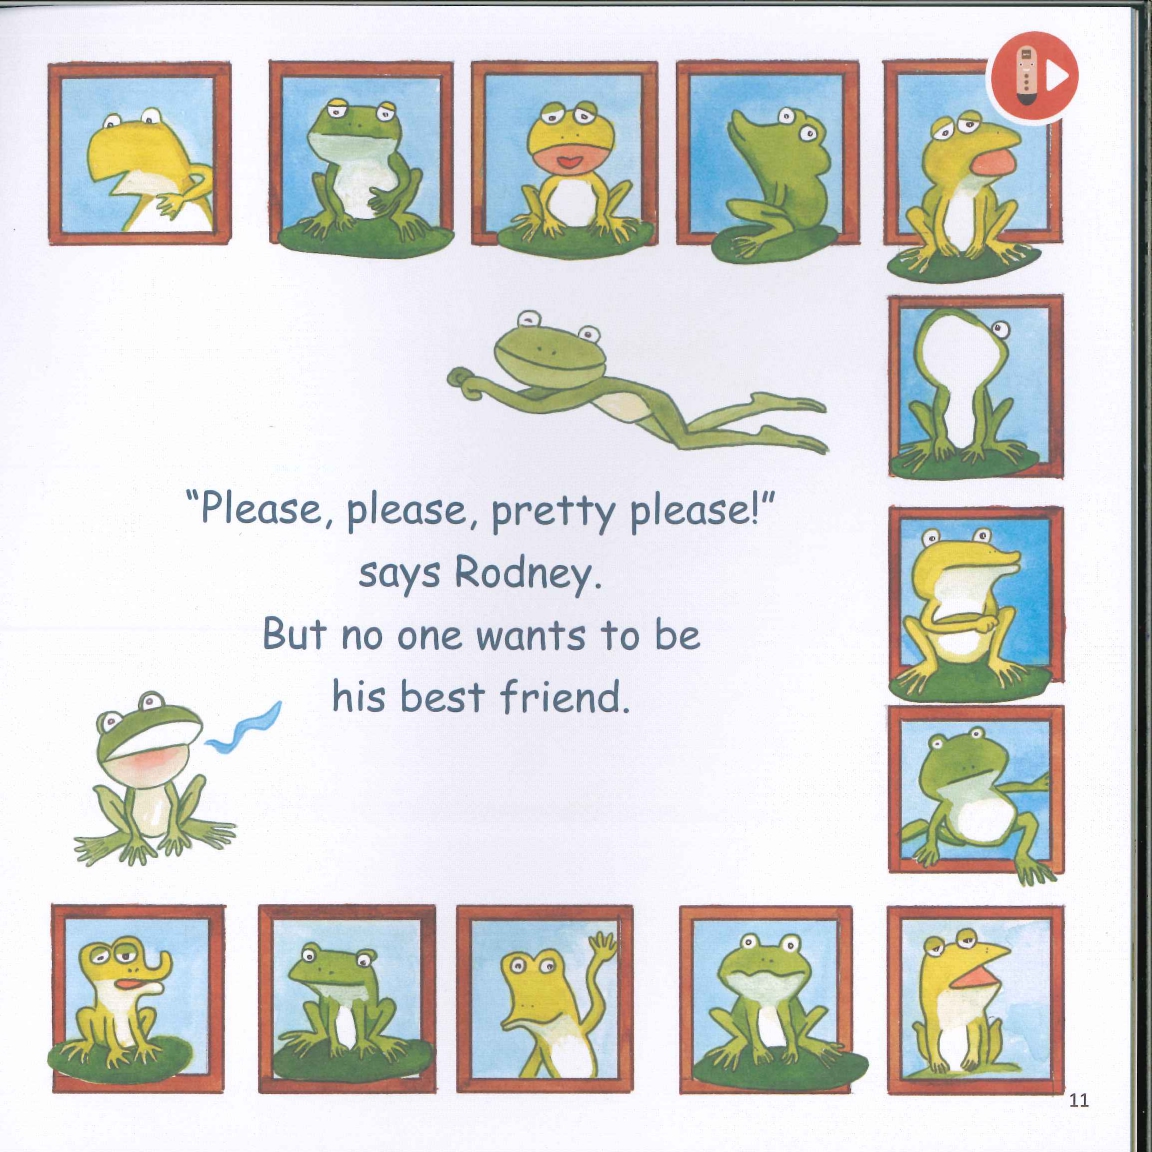 “Please, please, pretty please!”
says Rodney.
But no one wants to be
his best friend.
11